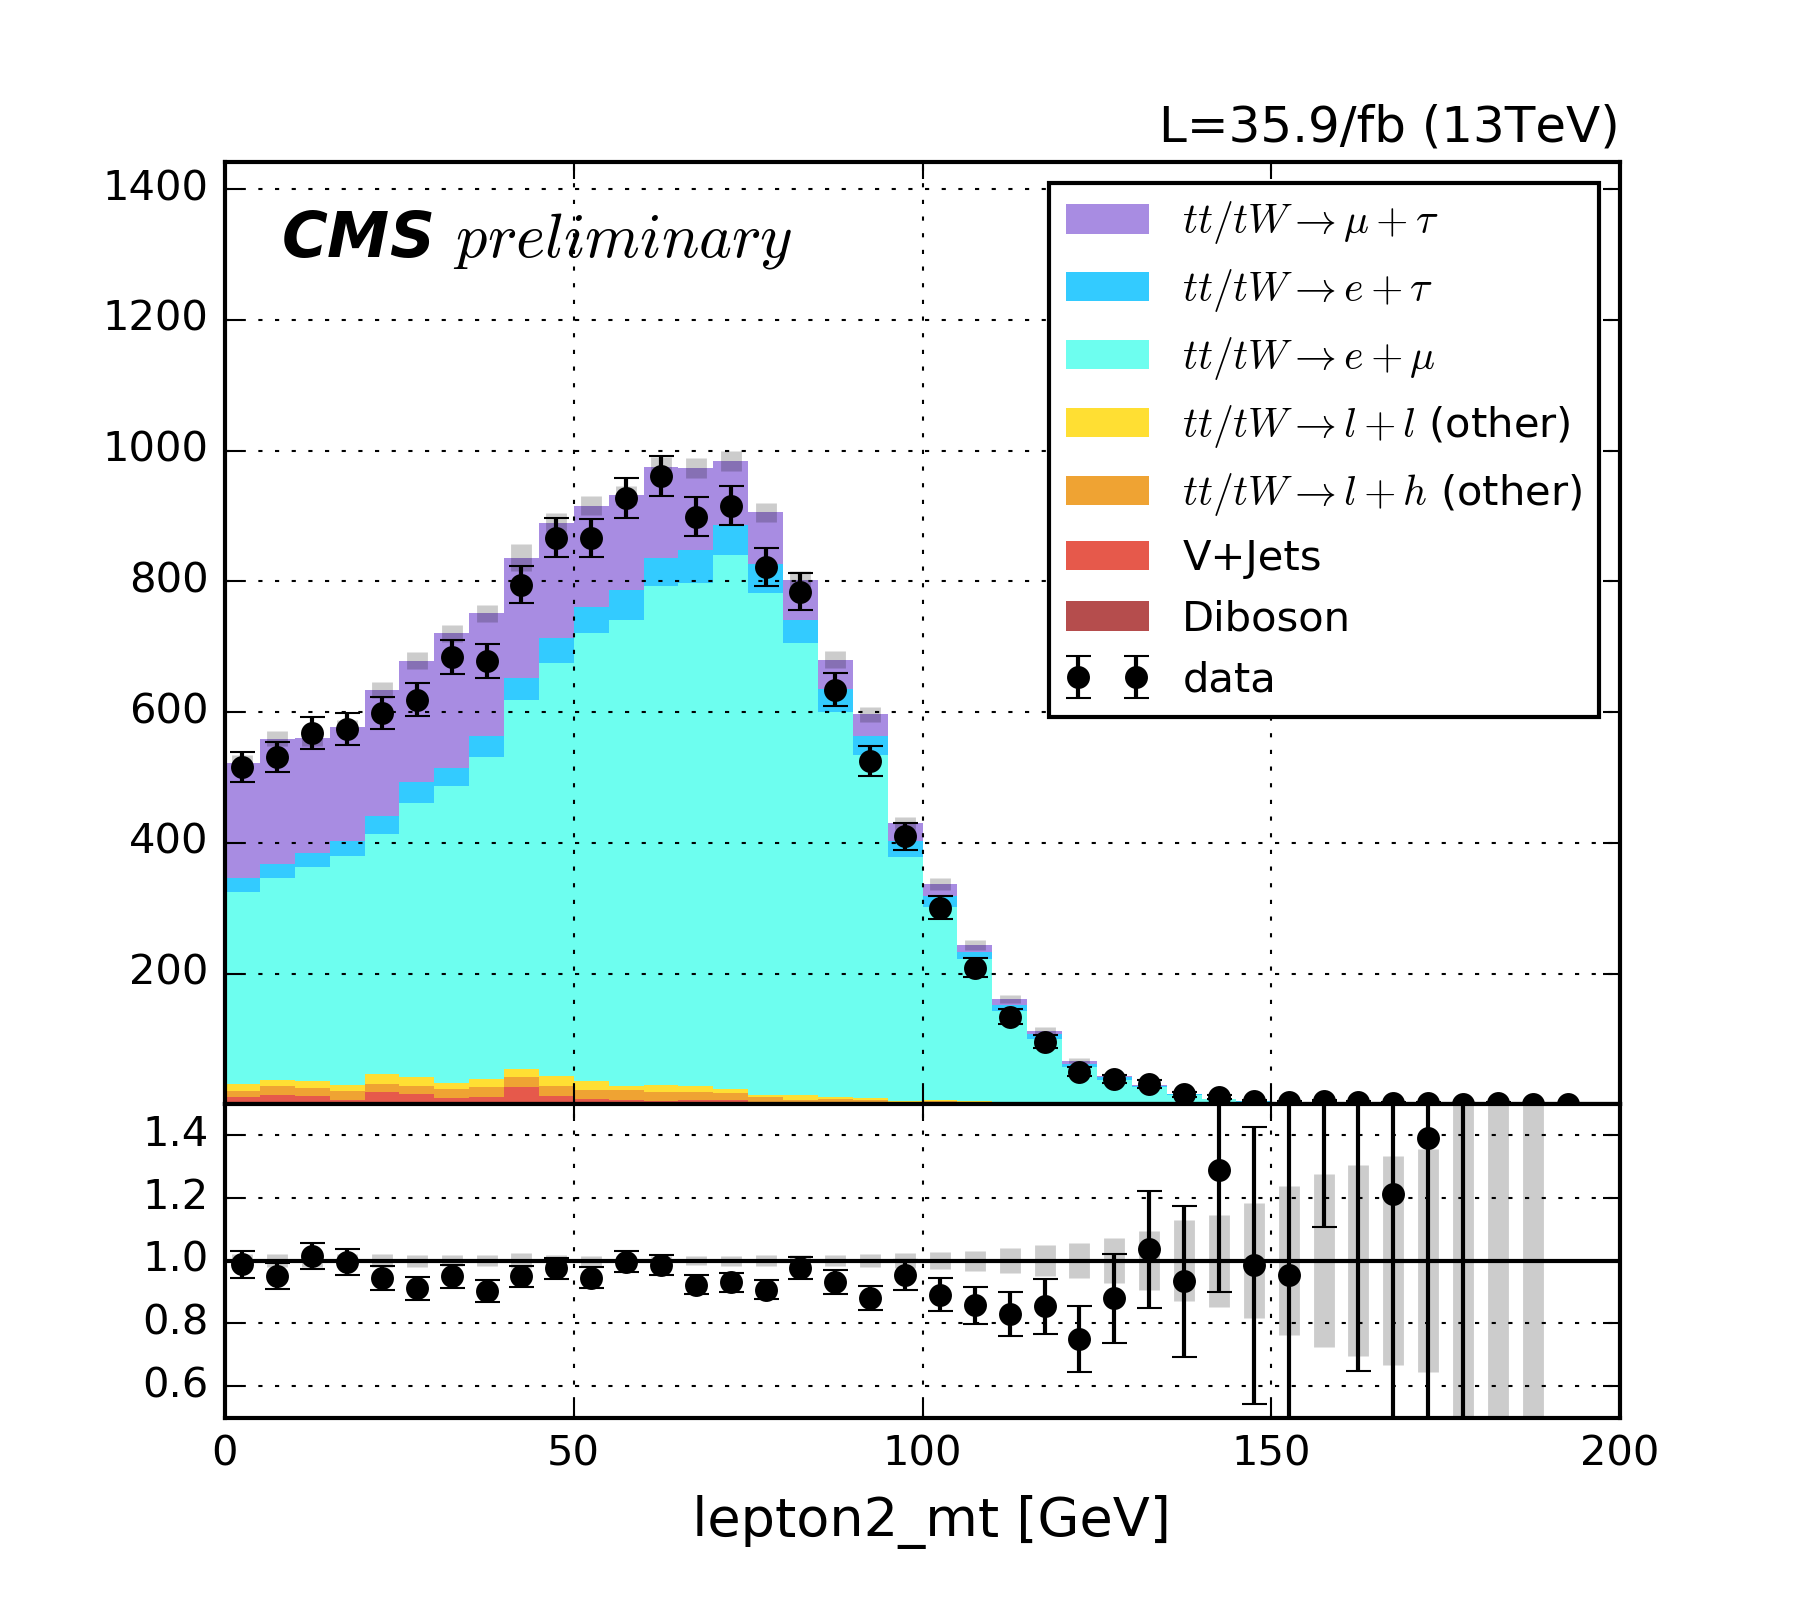 L=35.9/fb (13TeV)
1400
CMS preliminary
1200
1000
800
600
400
200
tt/tW → μ + τ
tt/tW → e + τ
tt/tW → e + μ
tt/tW → l + l (other)
tt/tW → l + h (other)
V+Jets
Diboson
data
1.4
1.2
1.0
0.8
0.6
0 50 100 150 200
lepton2_mt [GeV]